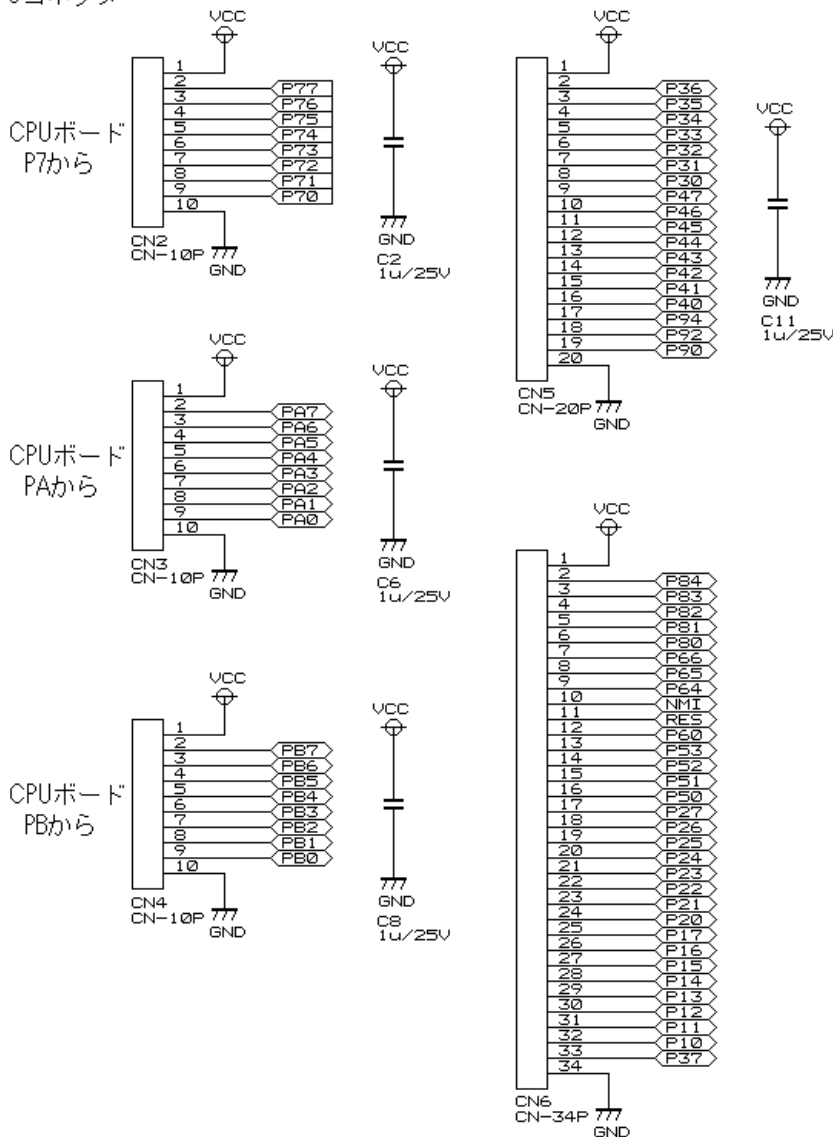 VCC
1
2 P77
3 P76
4 P75
5 P74
6 P73
7 P72
8 P71
9 P70
10
CPUボード
P7から
CN2
CN-10P
GND
VCC
GND
C2
1u/25V
VCC
1
2 PA7
3 PA6
4 PA5
5 PA4
6 PA3
7 PA2
8 PA1
9 PA0
10
CPUボード
PAから
CN3
CN-10P
GND
VCC
GND
C6
1u/25V
VCC
1
2 PB7
3 PB6
4 PB5
5 PB4
6 PB3
7 PB2
8 PB1
9 PB0
10
CPUボード
PBから
CN4
CN-10P
GND
VCC
GND
C8
1u/25V
VCC
1
2 P36
3 P35
4 P34
5 P33
6 P32
7 P31
8 P30
9 P47
10 P46
11 P45
12 P44
13 P43
14 P42
15 P41
16 P40
17 P94
18 P92
19 P90
20
CN5
CN-20P
GND
VCC
GND
C11
1u/25V
VCC
1
2 P84
3 P83
4 P82
5 P81
6 P80
7 P66
8 P65
9 P64
10 NMI
11 RES
12 P60
13 P53
14 P52
15 P51
16 P50
17 P27
18 P26
19 P25
20 P24
21 P23
22 P22
23 P21
24 P20
25 P17
26 P16
27 P15
28 P14
29 P13
30 P12
31 P11
32 P10
33 P37
34
CN6
CN-34P
GND